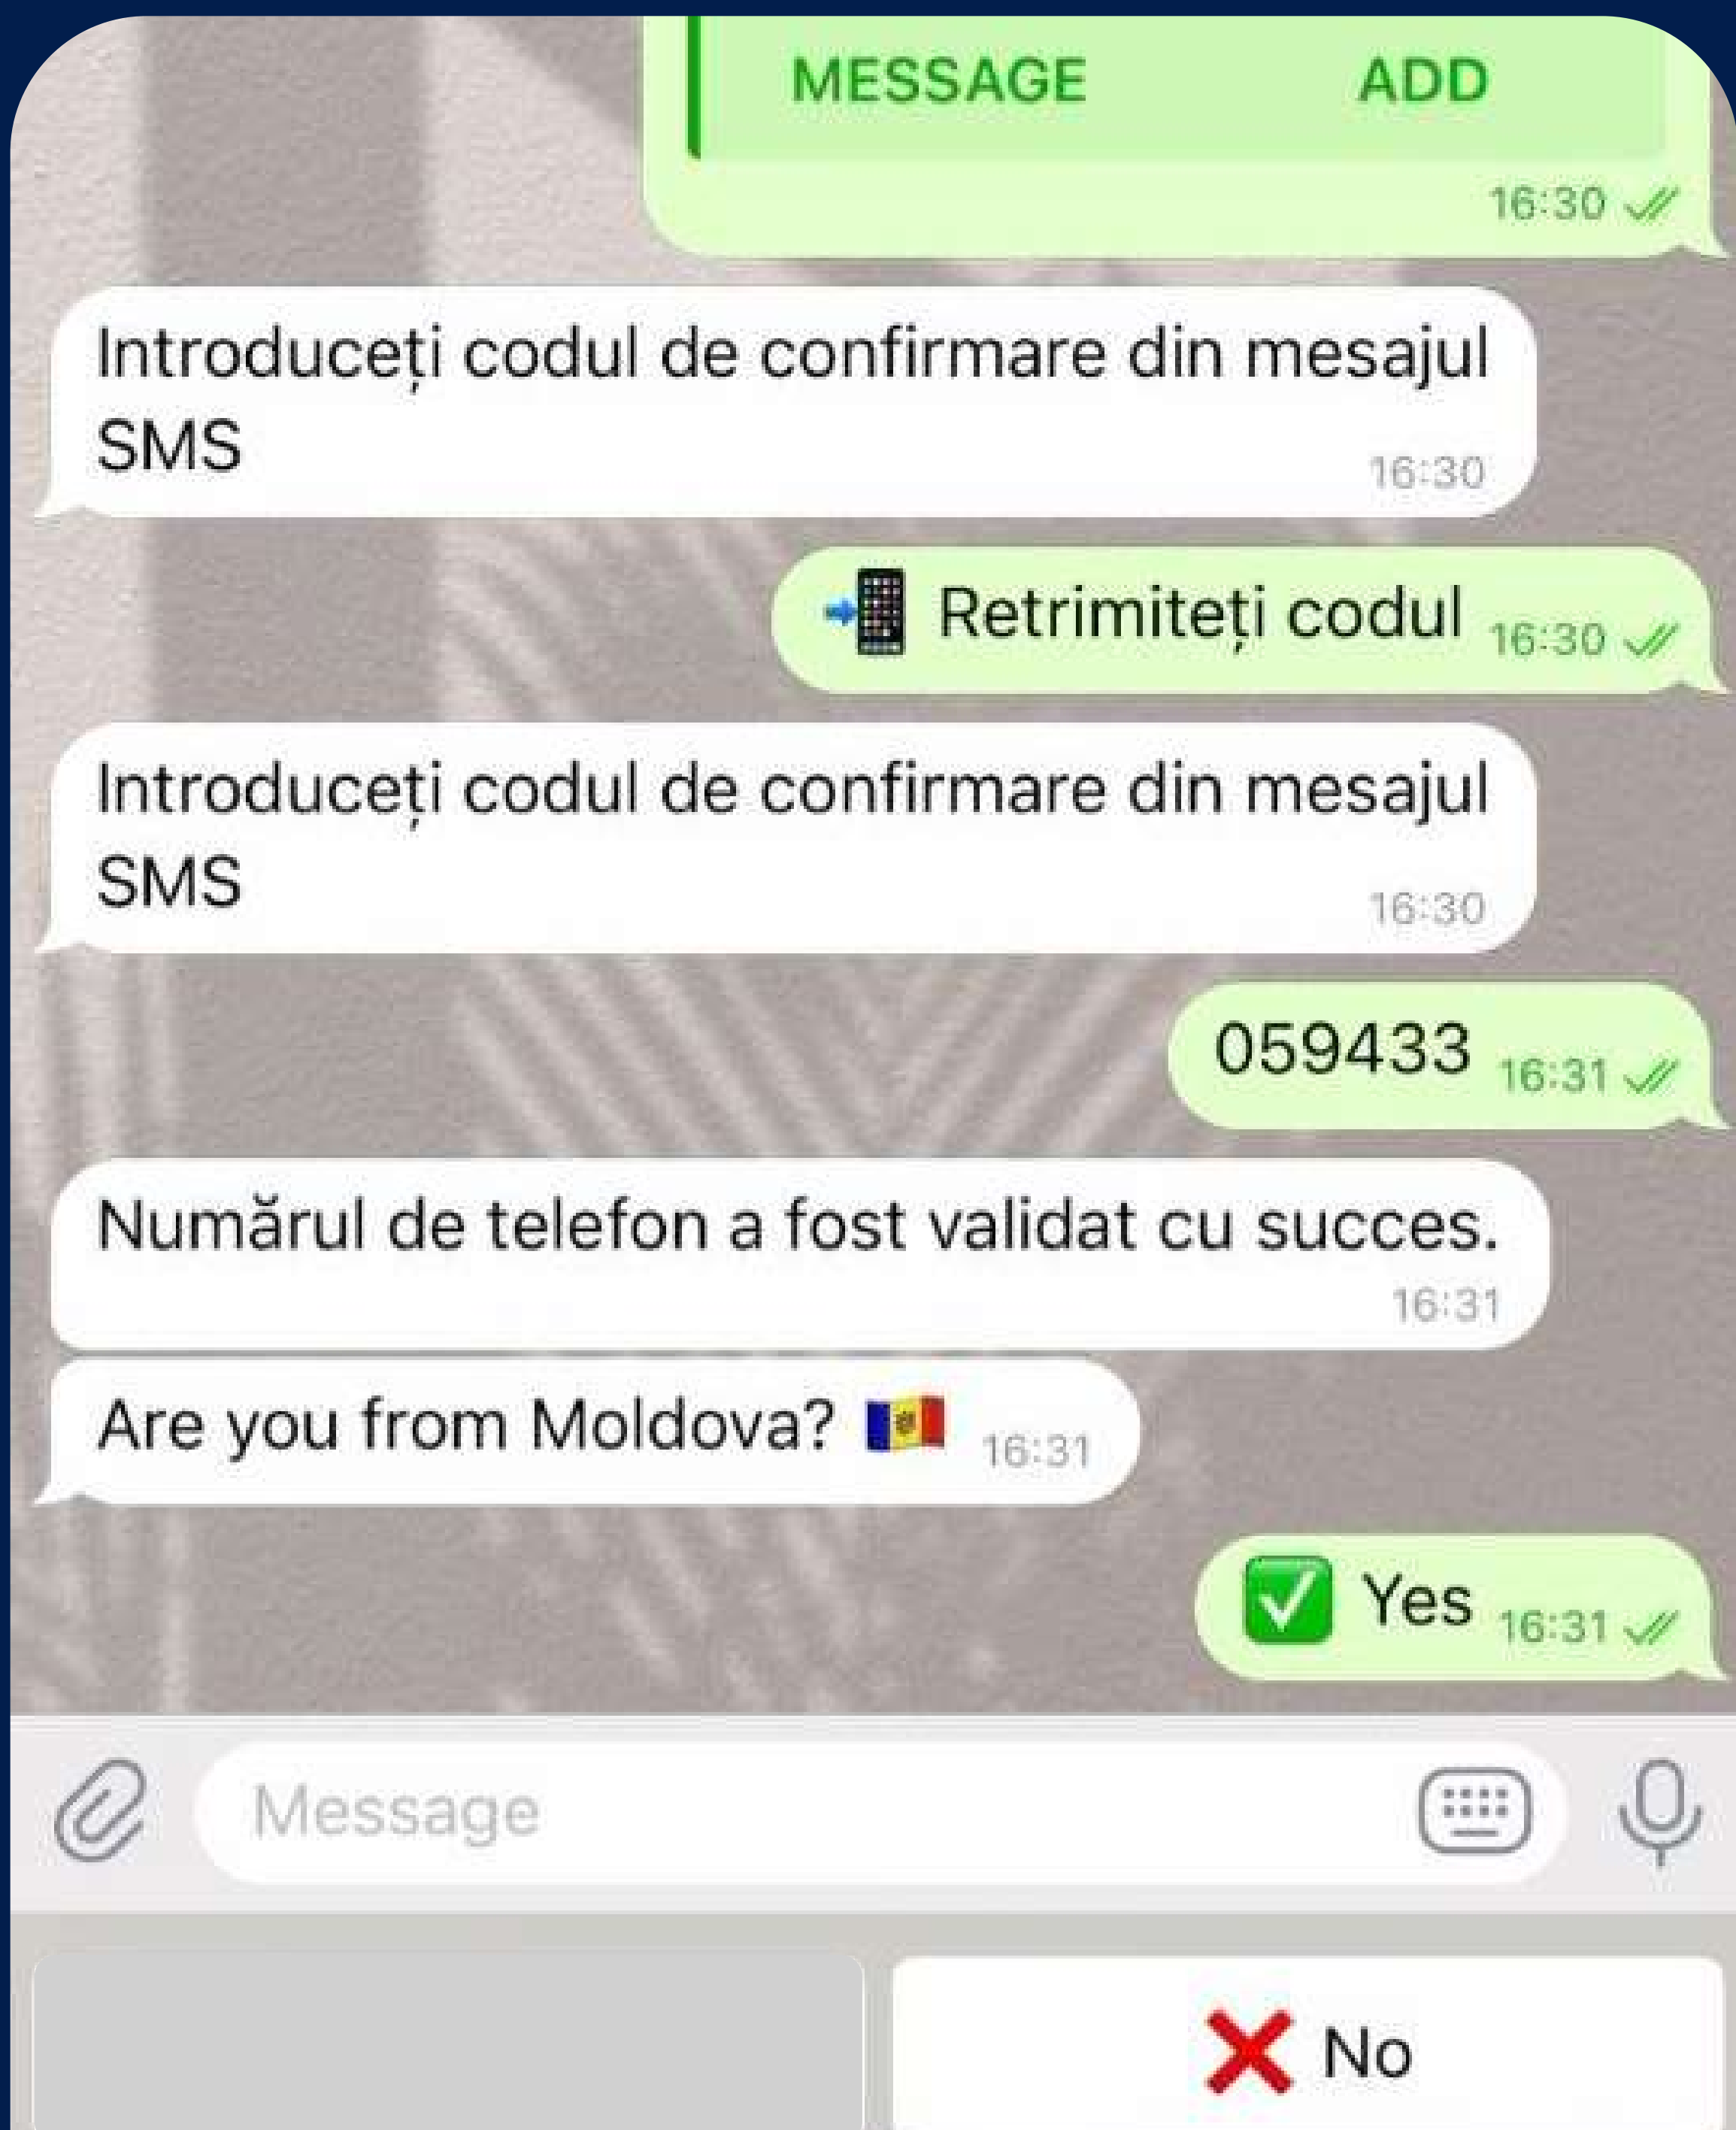 MESSAGE ADD
16:30
Introduceți codul de confirmare din mesajul
SMS
16:30
Retrimiteți codul 16:30
Introduceți codul de confirmare din mesajul
SMS
16:30
059433 16:31
Numărul de telefon a fost validat cu succes.
16:31
Are you from Moldova? 16:31
Yes 16:31
Message
No